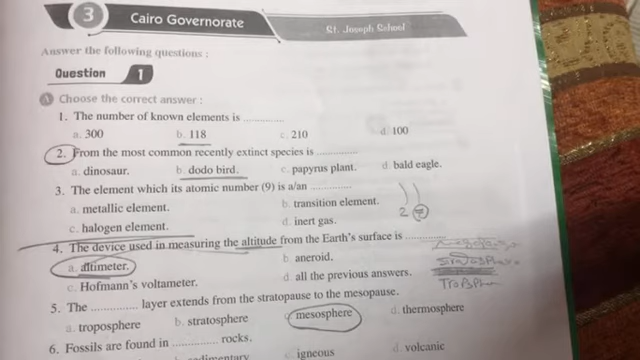 3 Cairo Governorate St. Joseph School
Answer the following questions :
Question 1
A Choose the correct answer :
1. The number of known elements is ..............
a. 300 b. 118 c. 210 d. 100
2. From the most common recently extinct species is ..............
a. dinosaur. b. dodo bird. c. papyrus plant. d. bald eagle.
3. The element which its atomic number (9) is a/an ..............
a. metallic element. b. transition element.
c. halogen element. d. inert gas.
2 7
4. The device used in measuring the altitude from the Earth's surface is ..............
a. altimeter. b. aneroid.
c. Hofmann's voltameter. d. all the previous answers.
5. The .............. layer extends from the stratopause to the mesopause.
a. troposphere b. stratosphere c. mesosphere d. thermosphere
6. Fossils are found in .............. rocks.
b. sedimentary c. igneous d. volcanic